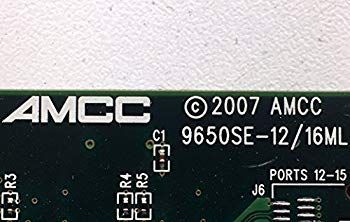 AMCC
© 2007 AMCC
9650SE-12/16ML
C1
PORTS 12-15
J6
R3
R4
R5